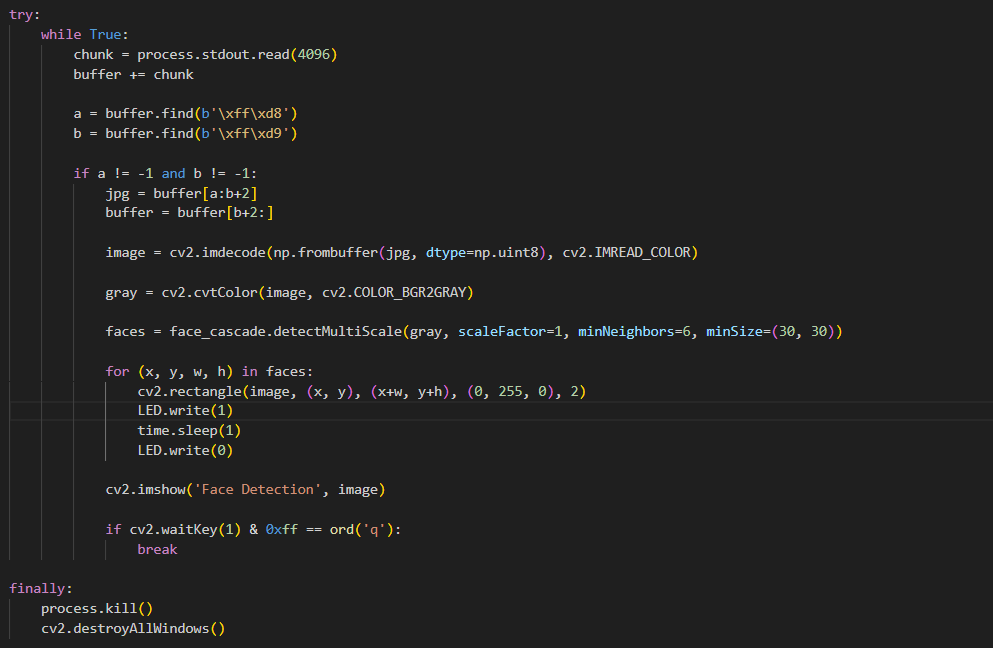 try:
    while True:
        chunk = process.stdout.read(4096)
        buffer += chunk

        a = buffer.find(b'\xff\xd8')
        b = buffer.find(b'\xff\xd9')

        if a != -1 and b != -1:
            jpg = buffer[a:b+2]
            buffer = buffer[b+2:]

            image = cv2.imdecode(np.frombuffer(jpg, dtype=np.uint8), cv2.IMREAD_COLOR)

            gray = cv2.cvtColor(image, cv2.COLOR_BGR2GRAY)

            faces = face_cascade.detectMultiScale(gray, scaleFactor=1, minNeighbors=6, minSize=(30, 30))

            for (x, y, w, h) in faces:
                cv2.rectangle(image, (x, y), (x+w, y+h), (0, 255, 0), 2)
                LED.write(1)
                time.sleep(1)
                LED.write(0)

            cv2.imshow('Face Detection', image)

            if cv2.waitKey(1) & 0xff == ord('q'):
                break

finally:
    process.kill()
    cv2.destroyAllWindows()